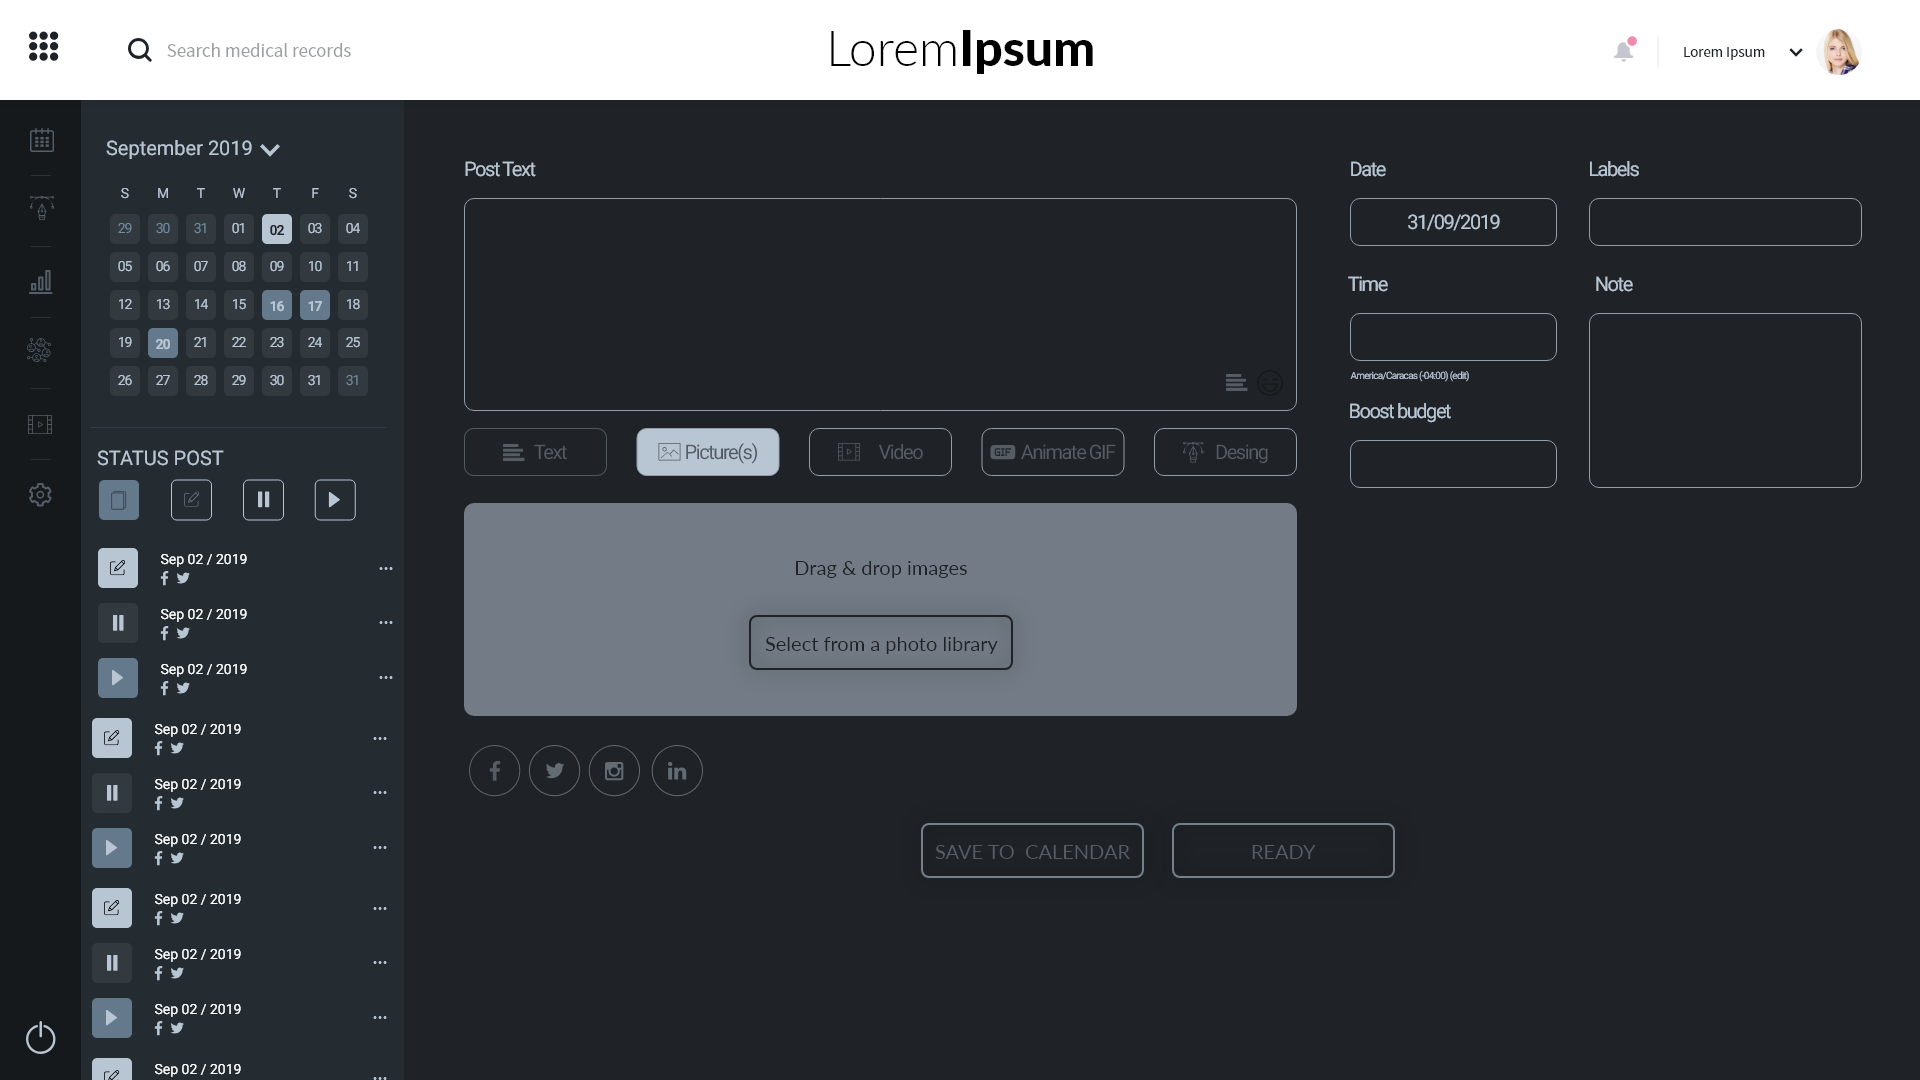 Search medical records
LoremIpsum
Lorem Ipsum
September 2019
S M T W T F S
29 30 31 01 02 03 04
05 06 07 08 09 10 11
12 13 14 15 16 17 18
19 20 21 22 23 24 25
26 27 28 29 30 31 31
STATUS POST
Sep 02 / 2019
Sep 02 / 2019
Sep 02 / 2019
Sep 02 / 2019
Sep 02 / 2019
Sep 02 / 2019
Sep 02 / 2019
Sep 02 / 2019
Sep 02 / 2019
Sep 02 / 2019
Post Text
Text
Picture(s)
Video
GIF Animate GIF
Desing
Drag & drop images
Select from a photo library
SAVE TO CALENDAR
READY
Date
31/09/2019
Labels
Time
America/Caracas (-04:00) (edit)
Note
Boost budget